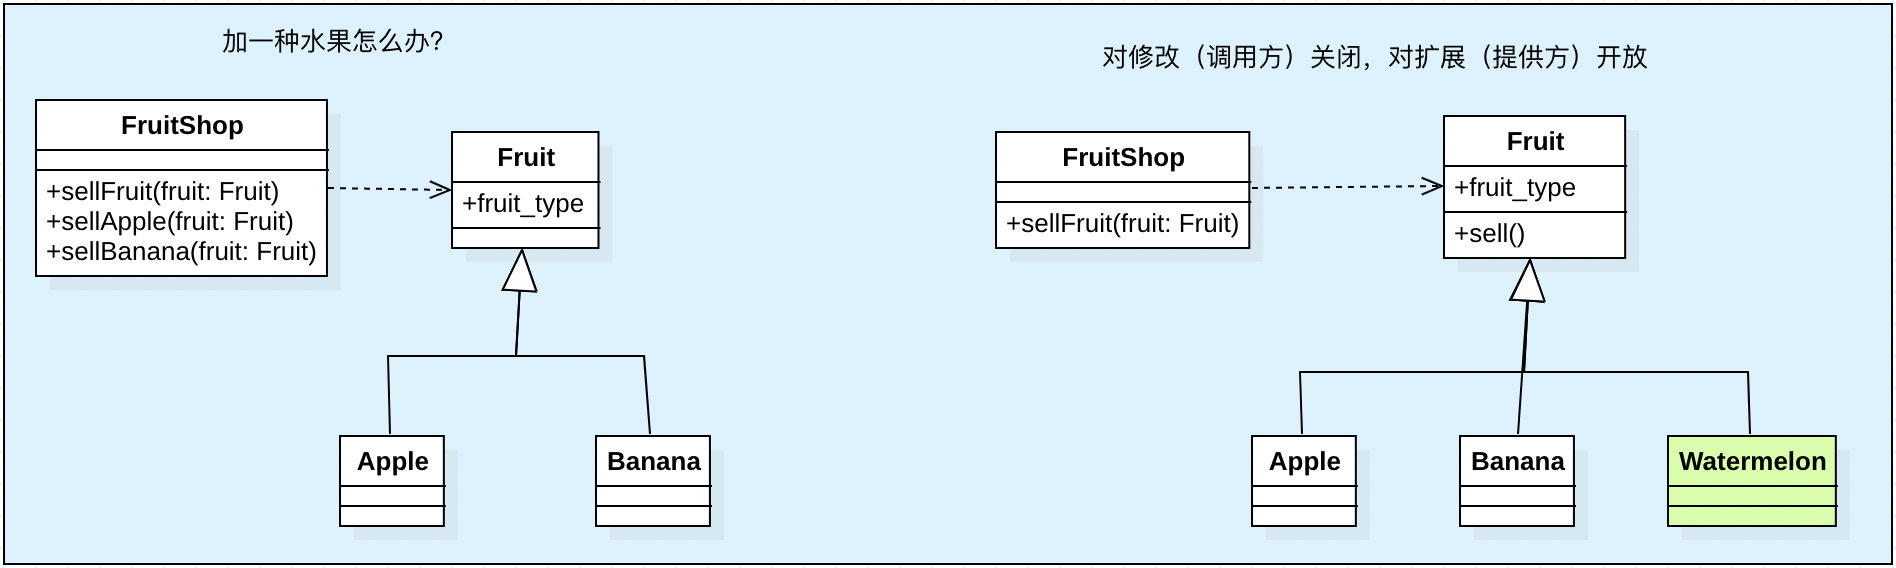 加一种水果怎么办？
FruitShop
+sellFruit(fruit: Fruit)
+sellApple(fruit: Fruit)
+sellBanana(fruit: Fruit)
Fruit
+fruit_type
Apple
Banana
对修改（调用方）关闭，对扩展（提供方）开放
FruitShop
+sellFruit(fruit: Fruit)
Fruit
+fruit_type
+sell()
Apple
Banana
Watermelon